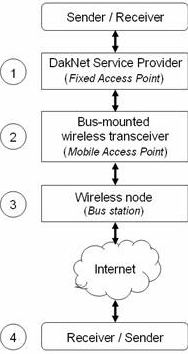 Sender / Receiver
1
DakNet Service Provider
(Fixed Access Point)
2
Bus-mounted
wireless transceiver
(Mobile Access Point)
3
Wireless node
(Bus station)
Internet
4
Receiver / Sender